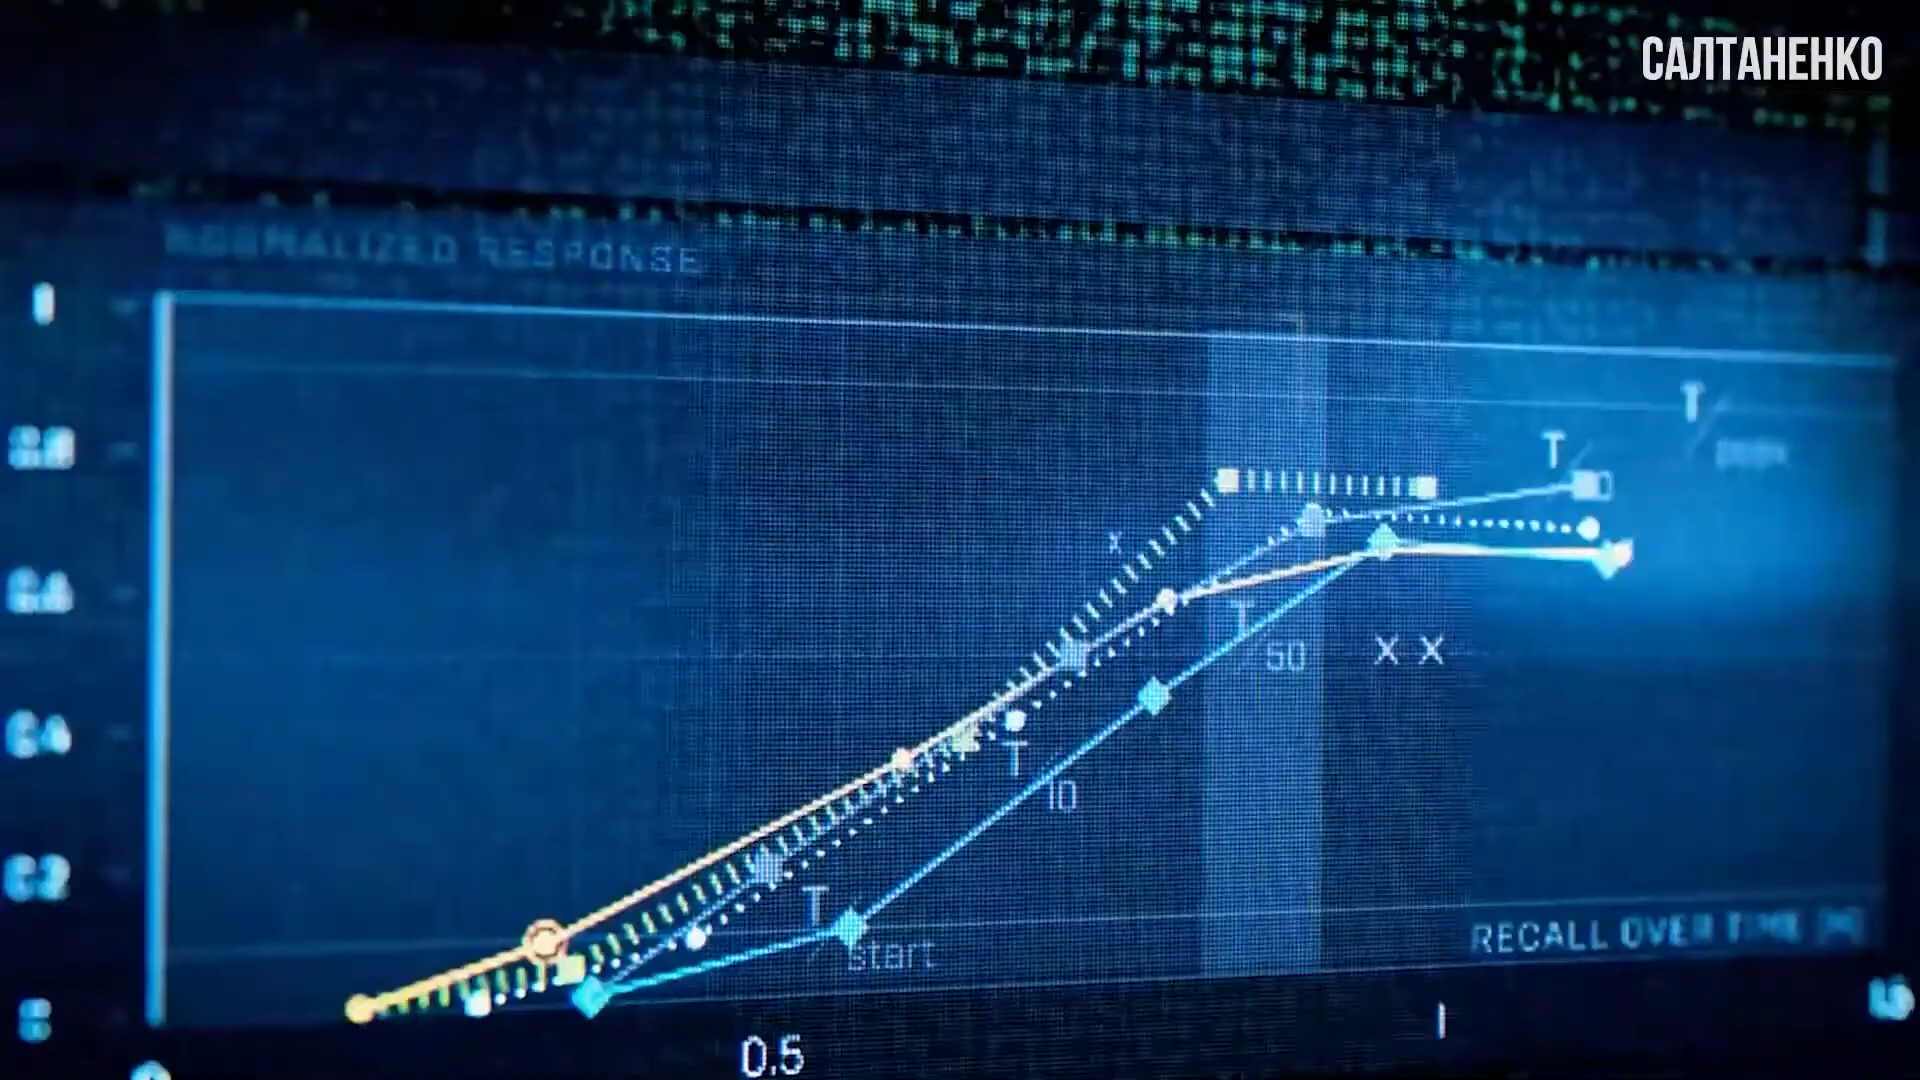 САЛТАНЕНКО
NORMALIZED RESPONSE
1
0.8
T
T
0.6
T
50
X X
0.4
T
10
0.2
T
start
RECALL OVER TIME
0
1
0.5